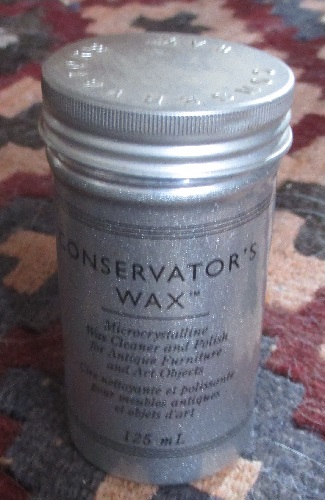 CONSERVATOR'S
WAX™
Microcrystalline
Wax Cleaner and Polish
for Antique Furniture
and Art Objects
nettoyante et polissante
pour meubles antiques
et objets d'art
125 mL